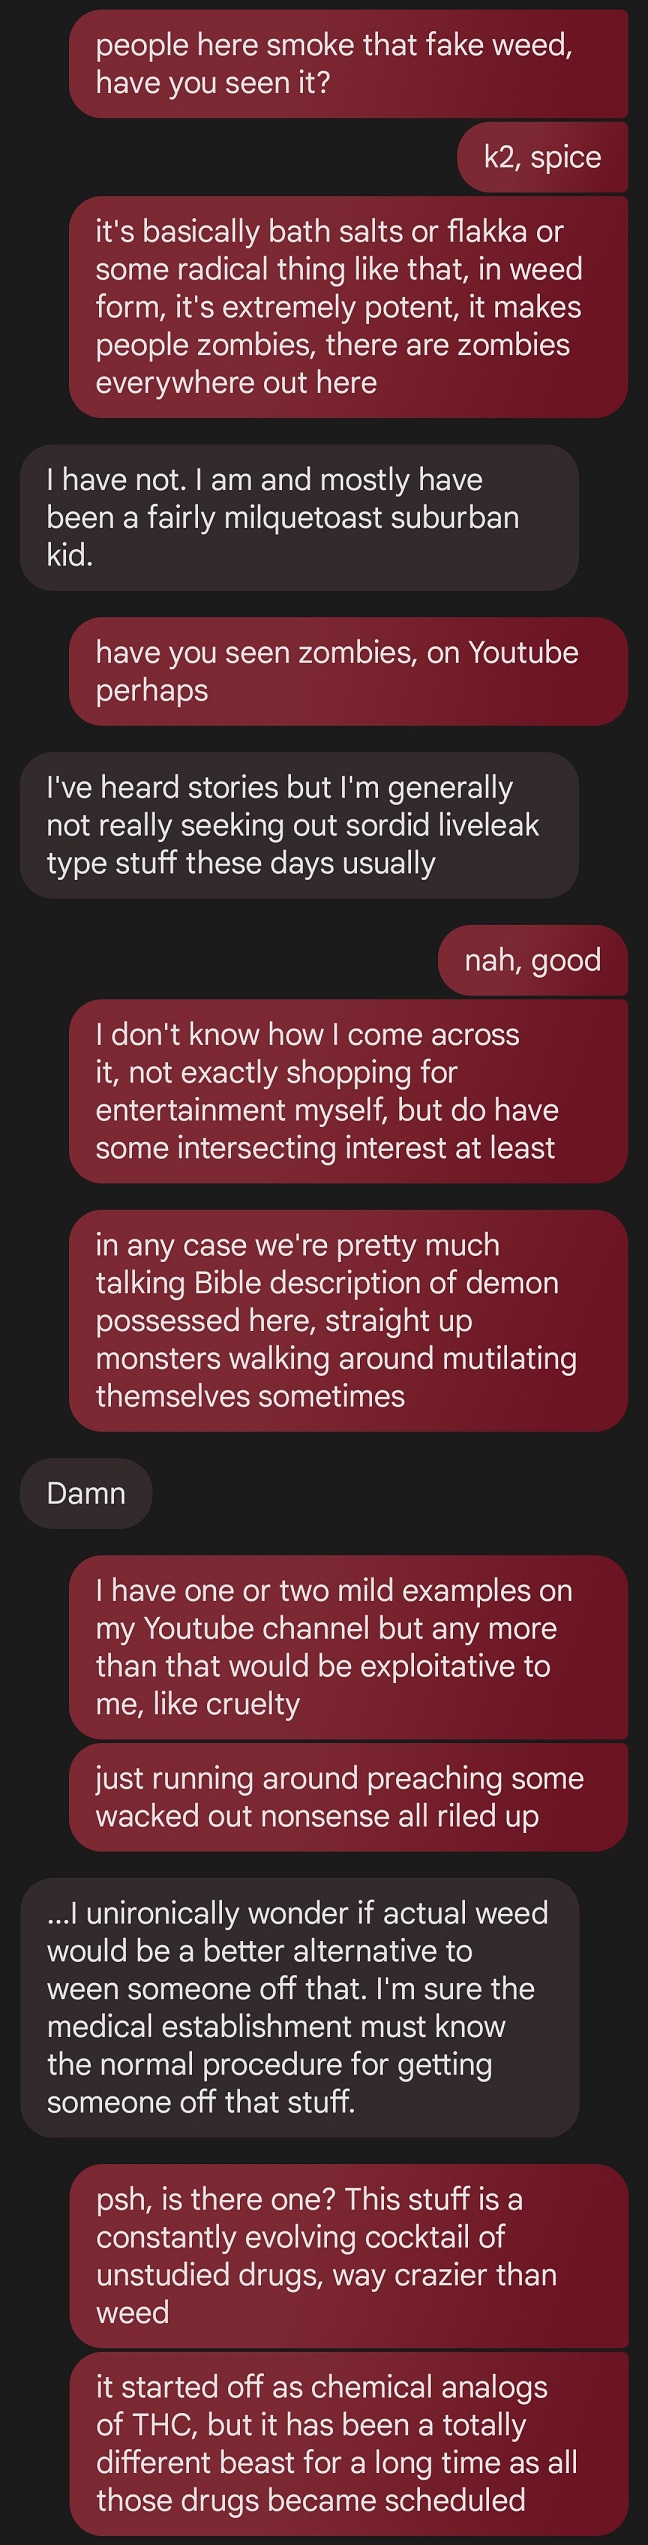 people here smoke that fake weed,
have you seen it?
k2, spice
it's basically bath salts or flakka or
some radical thing like that, in weed
form, it's extremely potent, it makes
people zombies, there are zombies
everywhere out here
I have not. I am and mostly have
been a fairly milquetoast suburban
kid.
have you seen zombies, on Youtube
perhaps
I've heard stories but I'm generally
not really seeking out sordid liveleak
type stuff these days usually
nah, good
I don't know how I come across
it, not exactly shopping for
entertainment myself, but do have
some intersecting interest at least
in any case we're pretty much
talking Bible description of demon
possessed here, straight up
monsters walking around mutilating
themselves sometimes
Damn
I have one or two mild examples on
my Youtube channel but any more
than that would be exploitative to
me, like cruelty
just running around preaching some
wacked out nonsense all riled up
...I unironically wonder if actual weed
would be a better alternative to
ween someone off that. I'm sure the
medical establishment must know
the normal procedure for getting
someone off that stuff.
psh, is there one? This stuff is a
constantly evolving cocktail of
unstudied drugs, way crazier than
weed
it started off as chemical analogs
of THC, but it has been a totally
different beast for a long time as all
those drugs became scheduled